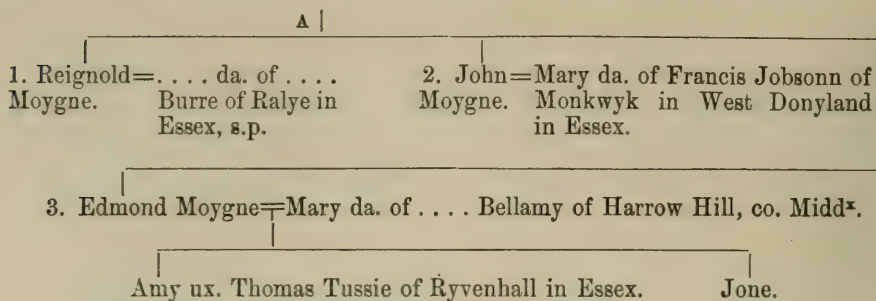 A
1. Reignold=. . . . da. of . . . .
Moygne. Burre of Ralye in
Essex, s.p.
2. John=Mary da. of Francis Jobsonn of
Moygne. Monkwyk in West Donyland
in Essex.
3. Edmond Moygne=Mary da. of . . . . Bellamy of Harrow Hill, co. Middˣ.
Amy ux. Thomas Tussie of Ryvenhall in Essex. Jone.